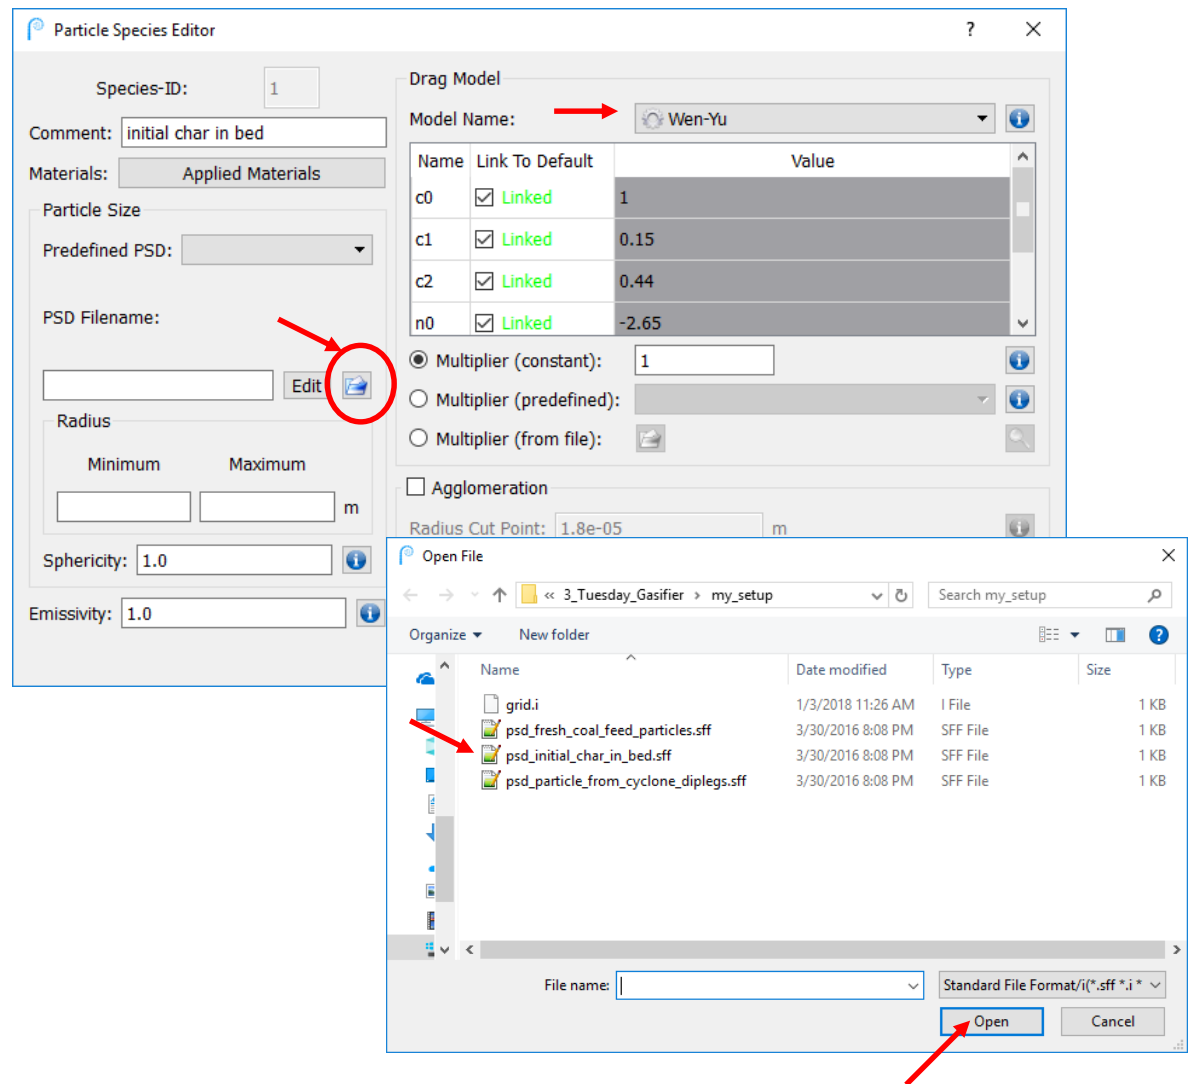 Particle Species Editor
?
Species-ID: 1
Comment: initial char in bed
Materials: Applied Materials
Particle Size
Predefined PSD:
PSD Filename:
Edit
Radius
Minimum Maximum
m
Sphericity: 1.0
Emissivity: 1.0
Drag Model
Model Name: Wen-Yu
Name Link To Default Value
c0 Linked 1
c1 Linked 0.15
c2 Linked 0.44
n0 Linked -2.65
Multiplier (constant): 1
Multiplier (predefined):
Multiplier (from file):
Agglomeration
Radius Cut Point: 1.8e-05 m
Open File
« 3_Tuesday_Gasifier › my_setup Search my_setup
Organize New folder
Name Date modified Type Size
grid.i 1/3/2018 11:26 AM I File 1 KB
psd_fresh_coal_feed_particles.sff 3/30/2016 8:08 PM SFF File 1 KB
psd_initial_char_in_bed.sff 3/30/2016 8:08 PM SFF File 1 KB
psd_particle_from_cyclone_diplegs.sff 3/30/2016 8:08 PM SFF File 1 KB
File name: Standard File Format/i(*.sff *.i *
Open Cancel